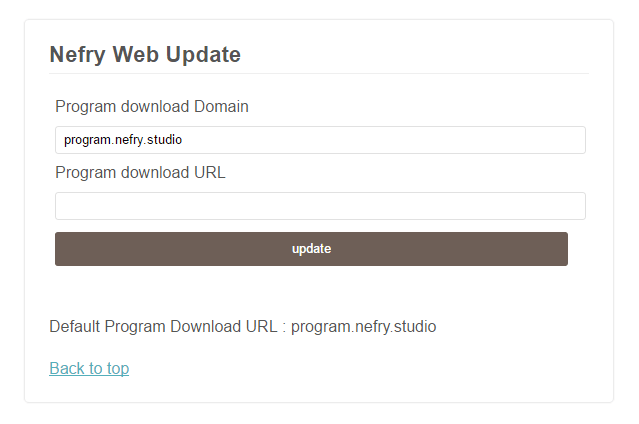 Nefry Web Update
Program download Domain
program.nefry.studio
Program download URL
update
Default Program Download URL : program.nefry.studio
Back to top